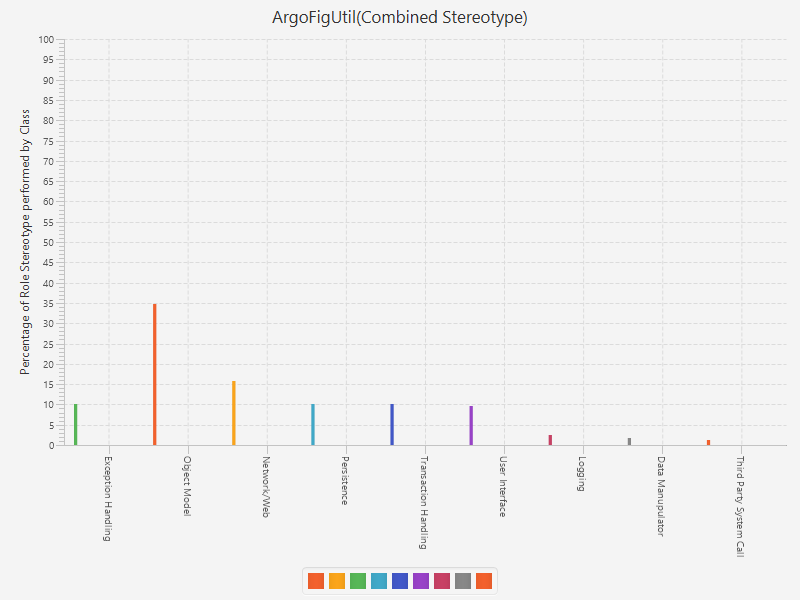 ArgoFigUtil(Combined Stereotype)
Percentage of Role Stereotype performed by Class
100
95
90
85
80
75
70
65
60
55
50
45
40
35
30
25
20
15
10
5
0
Exception Handling
Object Model
Network/Web
Persistence
Transaction Handling
User Interface
Logging
Data Manupulator
Third Party System Call